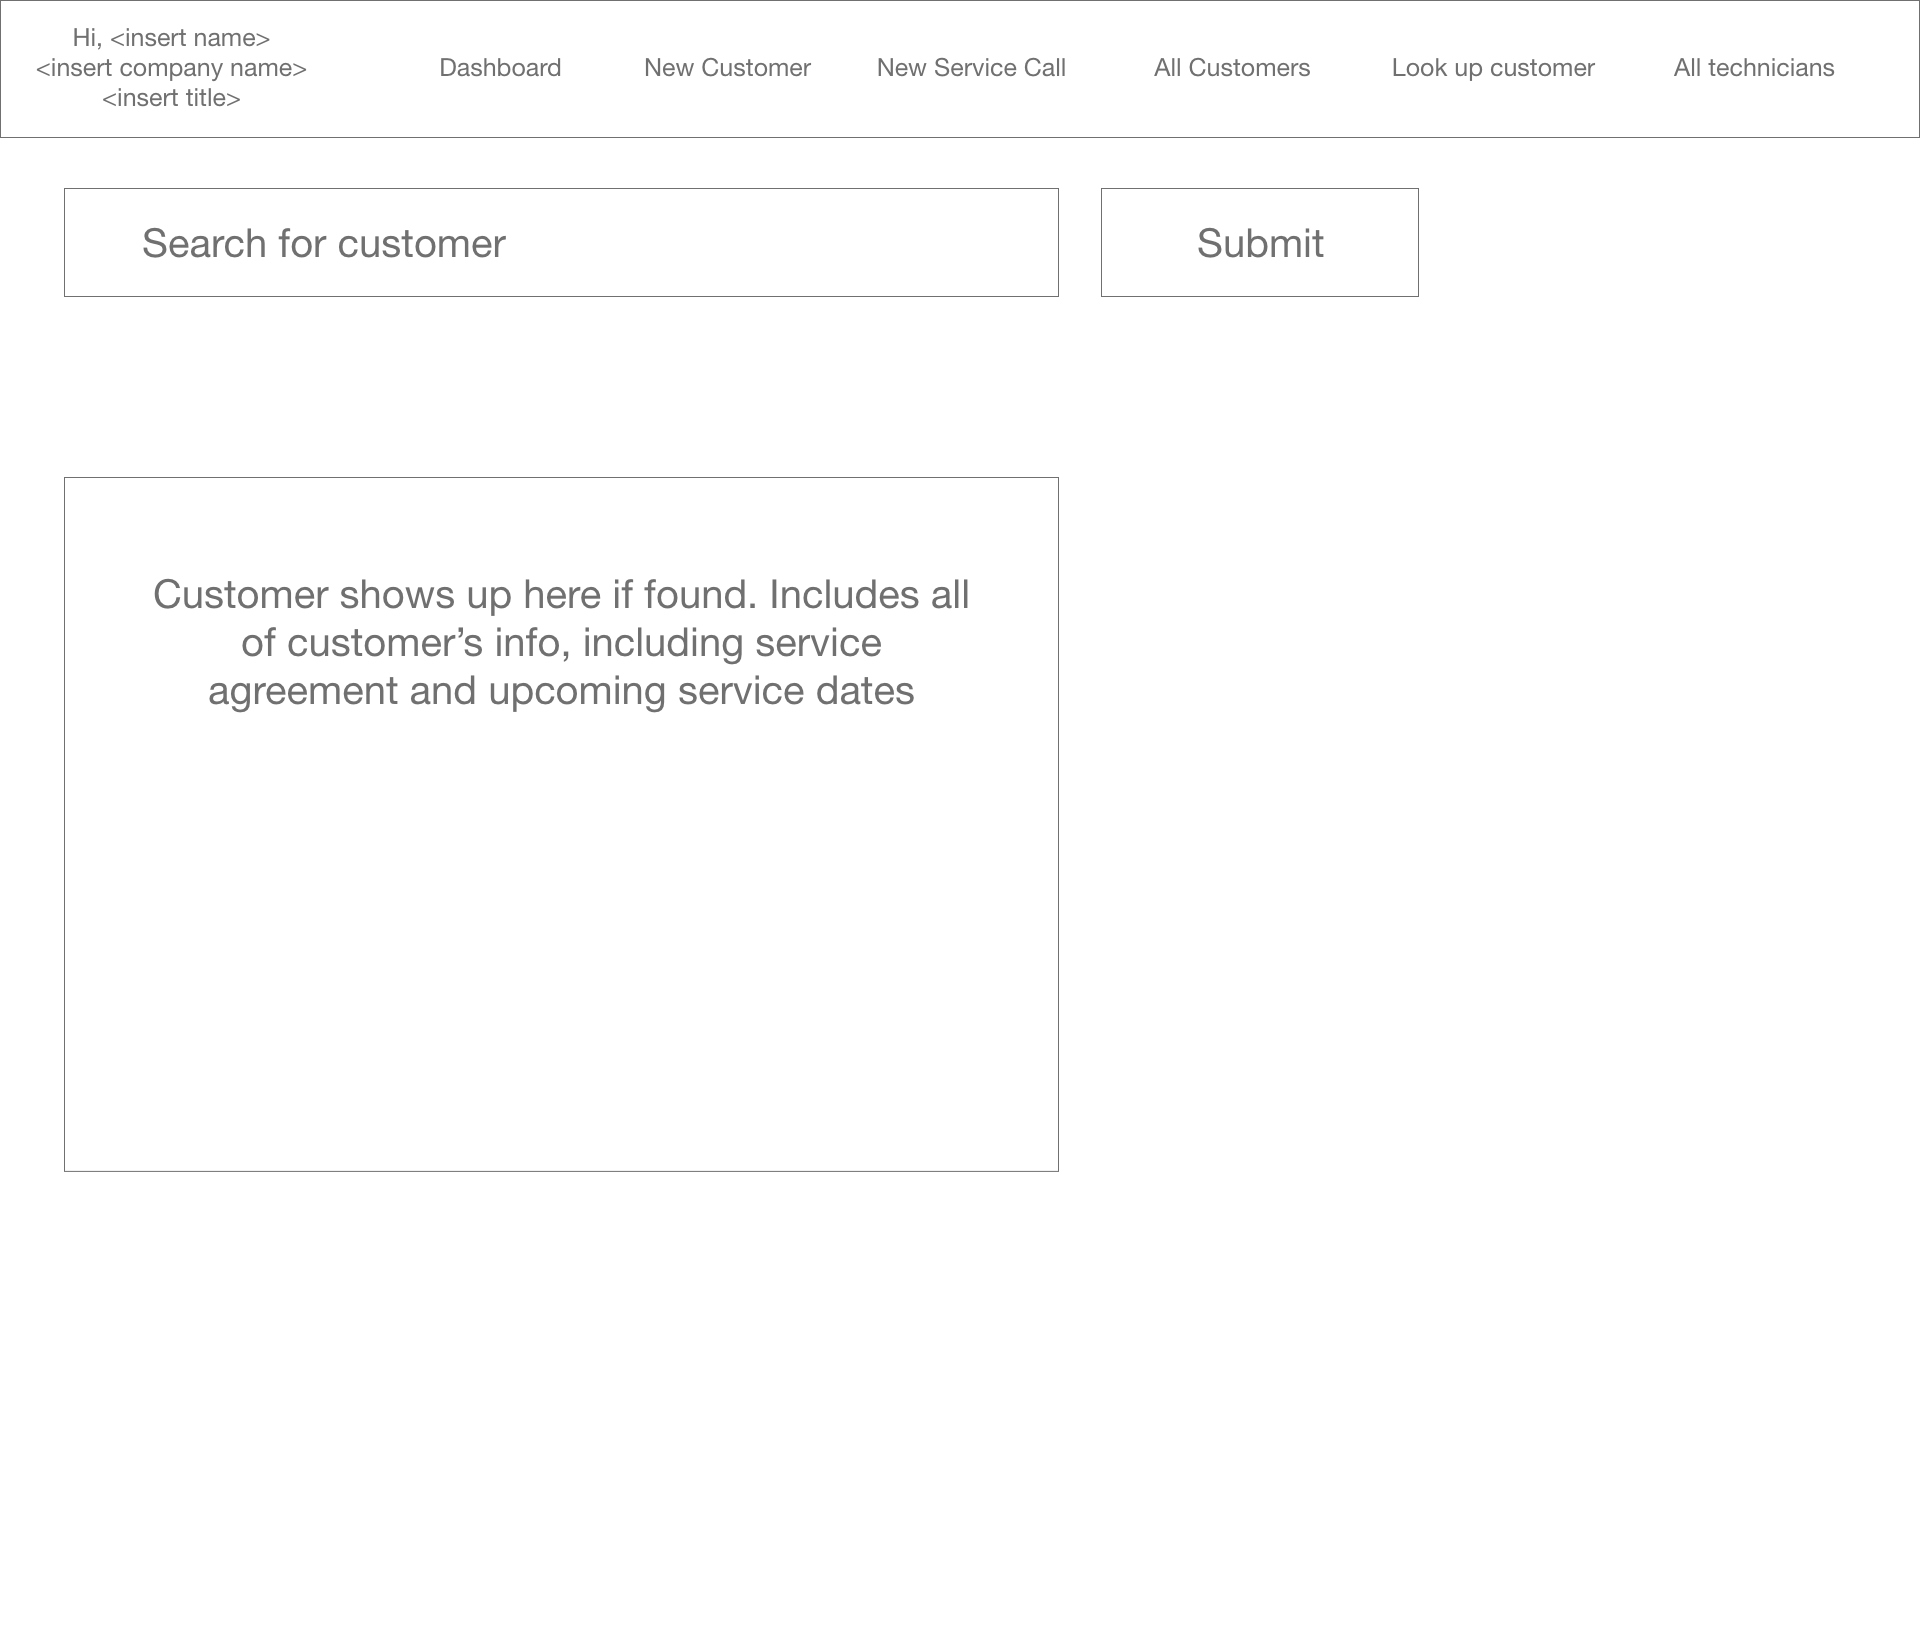 Hi, <insert name>
<insert company name>
<insert title>
Dashboard
New Customer
New Service Call
All Customers
Look up customer
All technicians
Search for customer
Submit
Customer shows up here if found. Includes all
of customer’s info, including service
agreement and upcoming service dates